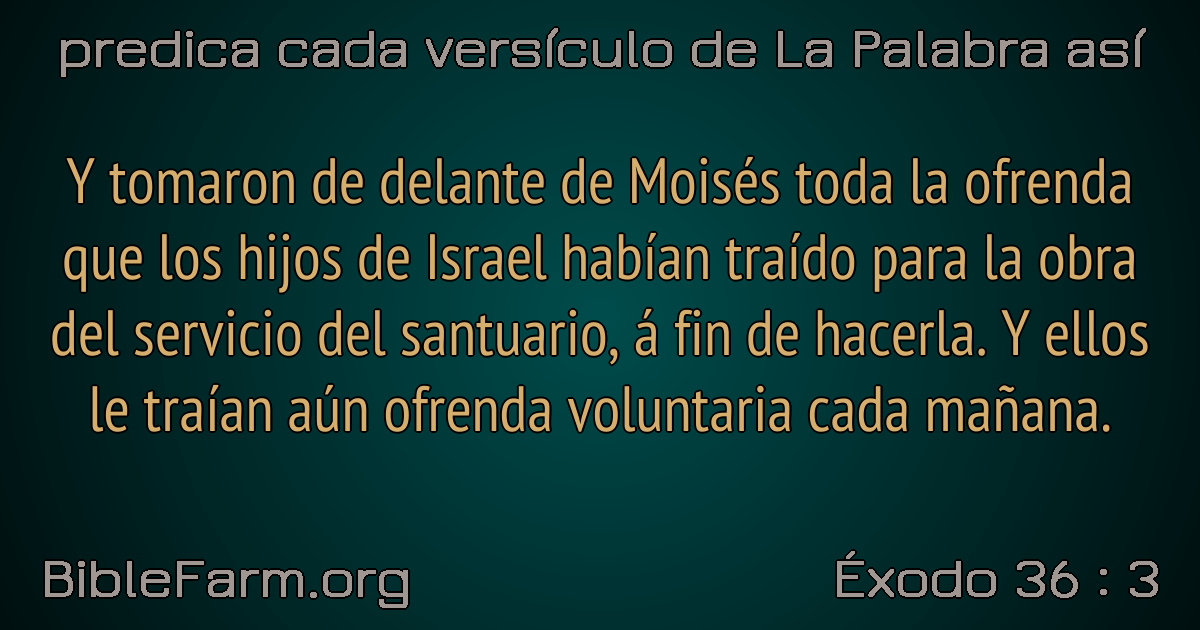 predica cada versículo de La Palabra así
Y tomaron de delante de Moisés toda la ofrenda
que los hijos de Israel habían traído para la obra
del servicio del santuario, á fin de hacerla. Y ellos
le traían aún ofrenda voluntaria cada mañana.
BibleFarm.org
Éxodo 36 : 3